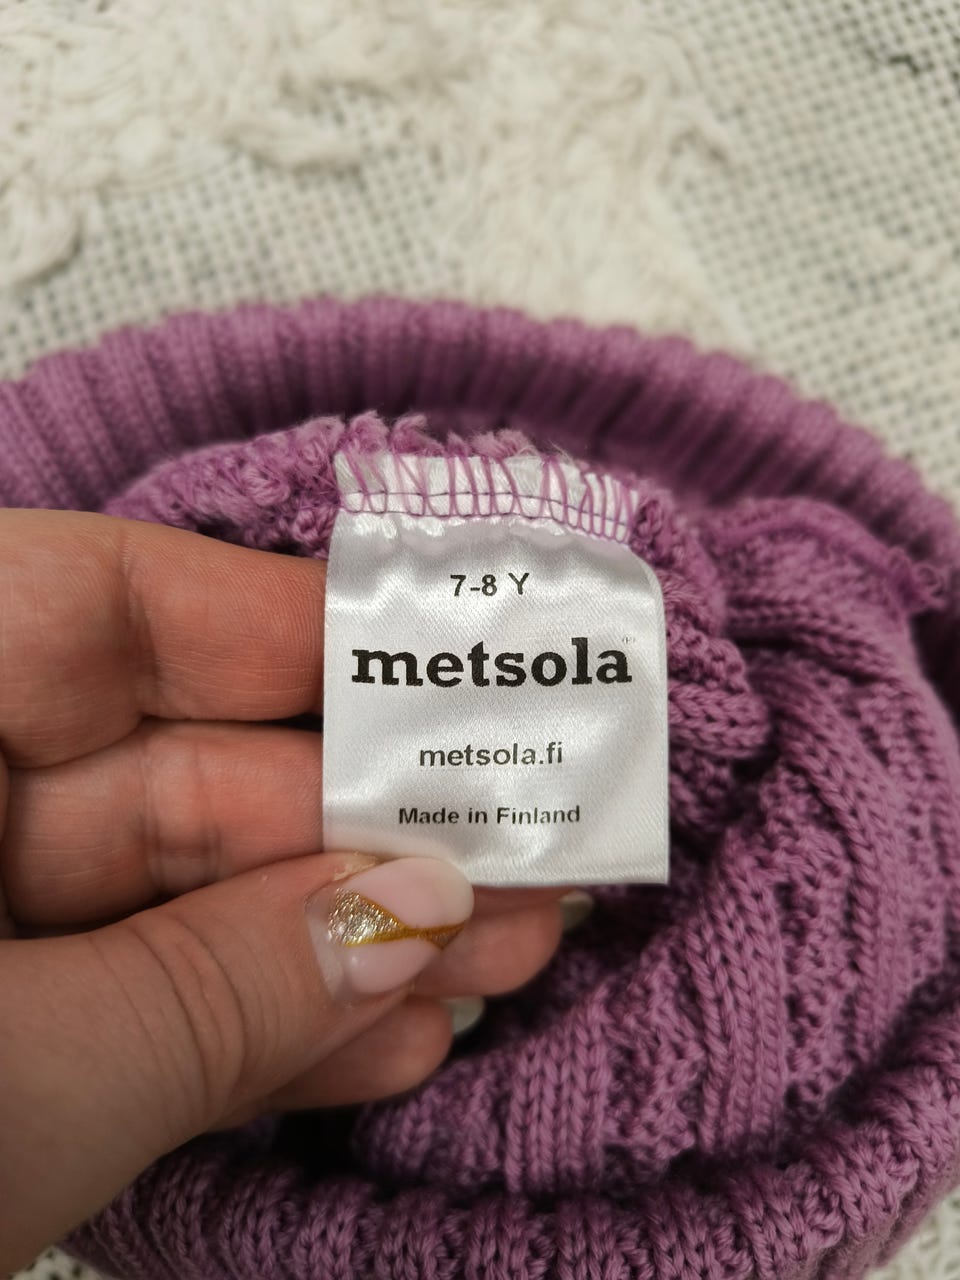 7-8 Y
metsola
metsola.fi
Made in Finland